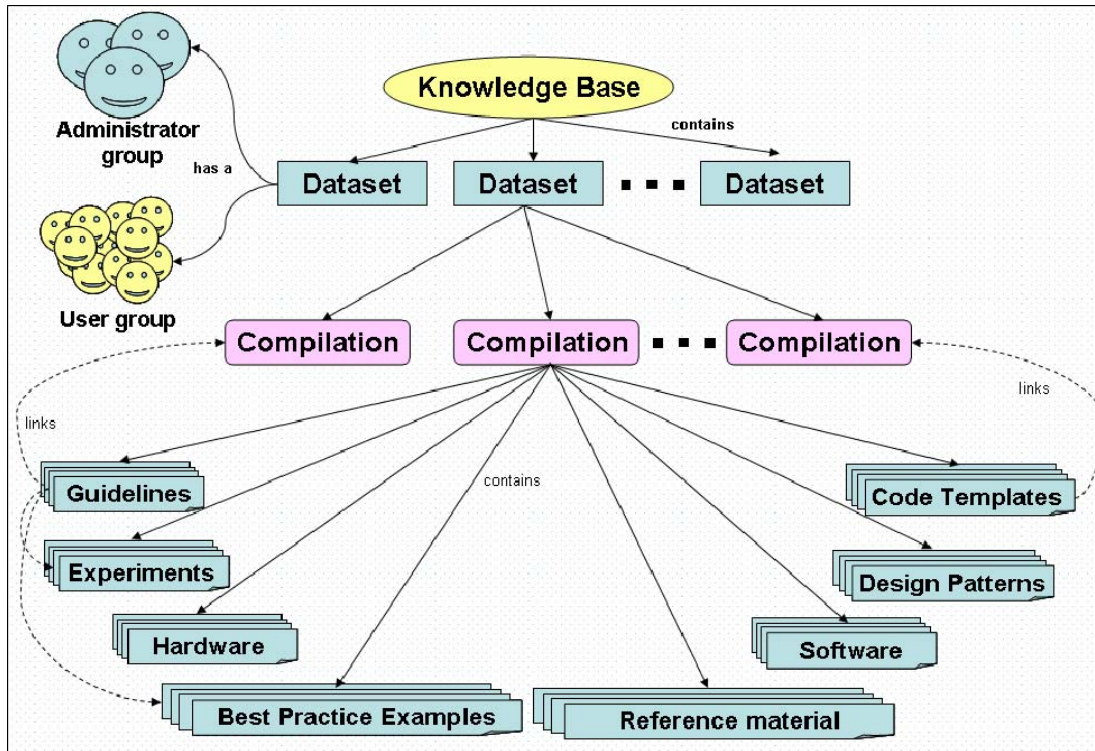 Knowledge Base
Administrator
group
contains
has a
Dataset
Dataset
Dataset
User group
Compilation
Compilation
Compilation
links
links
Guidelines
contains
Code Templates
Experiments
Design Patterns
Hardware
Software
Best Practice Examples
Reference material